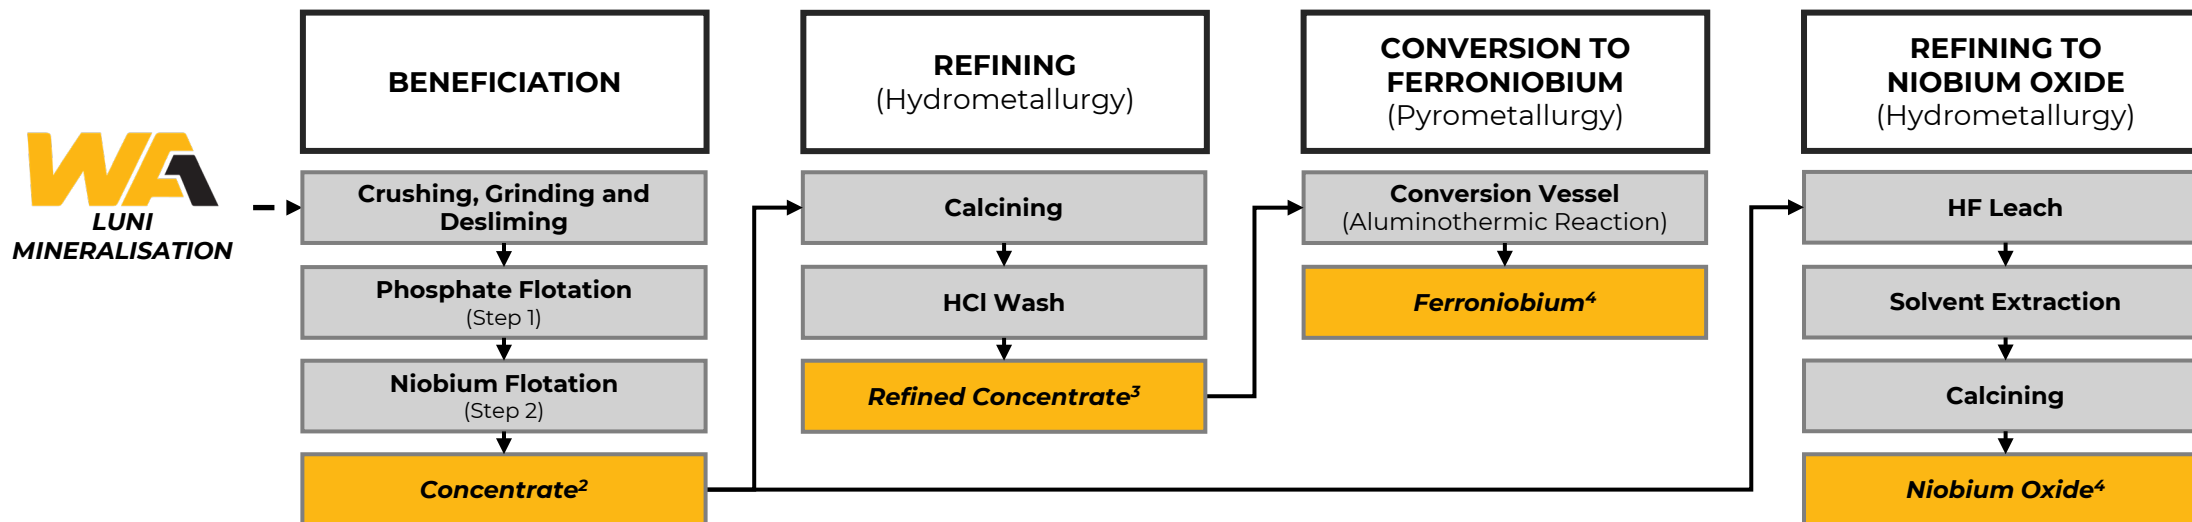 WA1
LUNI
MINERALISATION
BENEFICIATION
Crushing, Grinding and
Desliming
Phosphate Flotation
(Step 1)
Niobium Flotation
(Step 2)
Concentrate²
REFINING
(Hydrometallurgy)
Calcining
HCl Wash
Refined Concentrate³
CONVERSION TO
FERRONIOBIUM
(Pyrometallurgy)
Conversion Vessel
(Aluminothermic Reaction)
Ferroniobium⁴
REFINING TO
NIOBIUM OXIDE
(Hydrometallurgy)
HF Leach
Solvent Extraction
Calcining
Niobium Oxide⁴